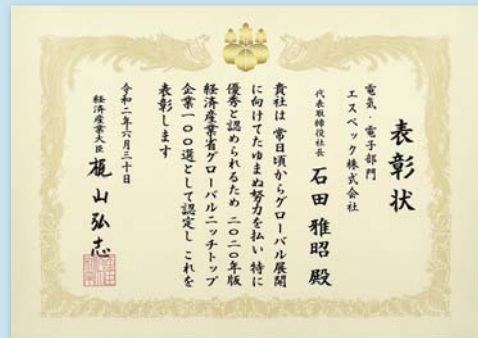 表彰状
電気・電子部門
エスペック株式会社
代表取締役社長 石田雅昭 殿
貴社は 常日頃からグローバル展開
に向けてたゆまぬ努力を払い 特に
優秀と認められるため 二〇二〇年版
経済産業省グローバルニッチトップ
企業一〇〇選として認定し これを
表彰します
令和二年六月三十日
経済産業大臣 梶山弘志